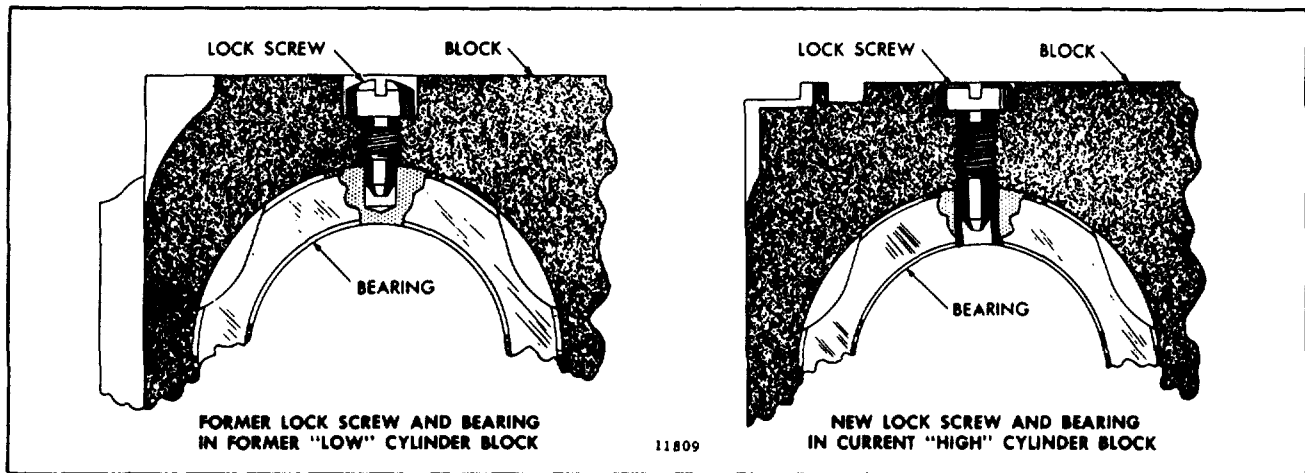 LOCK SCREW
BLOCK
BEARING
FORMER LOCK SCREW AND BEARING
IN FORMER "LOW" CYLINDER BLOCK
11809
LOCK SCREW
BLOCK
BEARING
NEW LOCK SCREW AND BEARING
IN CURRENT "HIGH" CYLINDER BLOCK